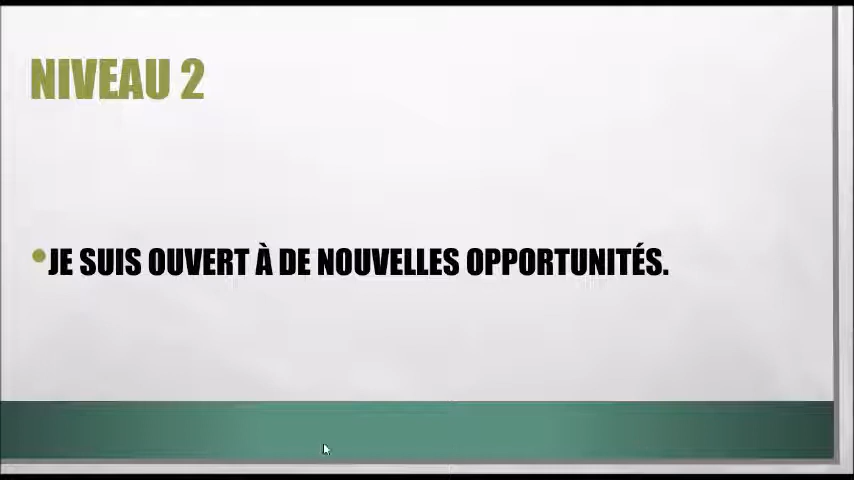 NIVEAU 2
•JE SUIS OUVERT À DE NOUVELLES OPPORTUNITÉS.